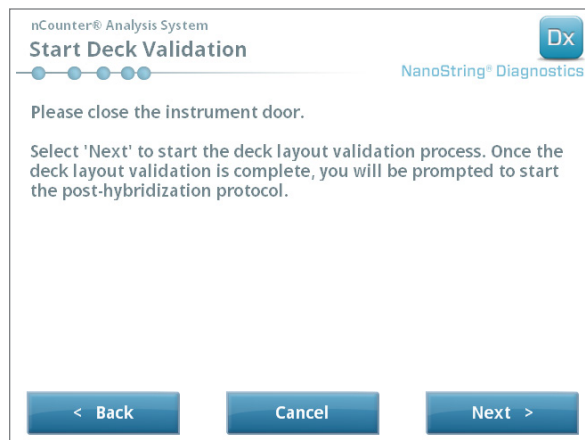 nCounter® Analysis System
Start Deck Validation
Dx
NanoString® Diagnostics
Please close the instrument door.
Select 'Next' to start the deck layout validation process. Once the
deck layout validation is complete, you will be prompted to start
the post-hybridization protocol.
< Back
Cancel
Next >